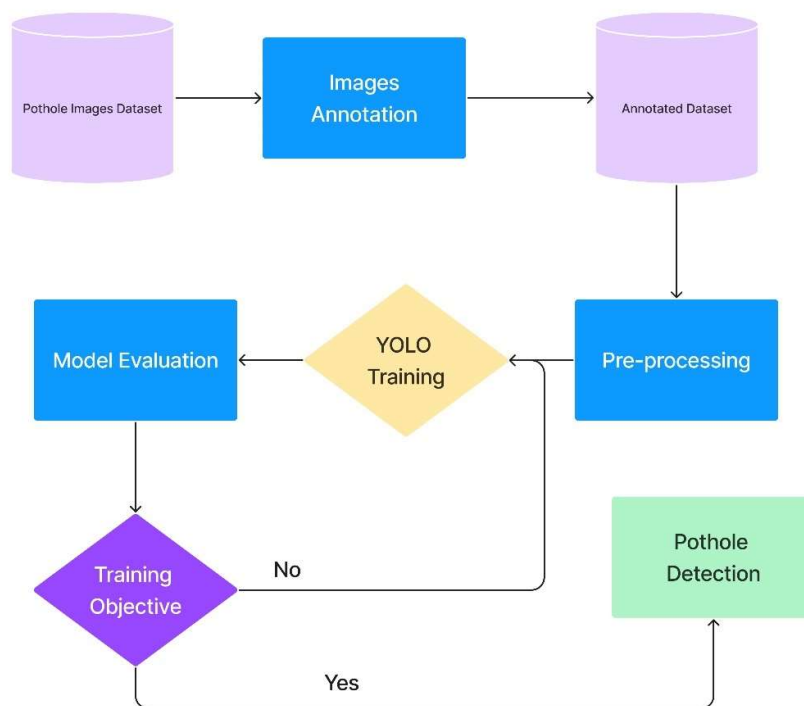 Pothole Images Dataset
Images
Annotation
Annotated Dataset
Model Evaluation
YOLO
Training
Pre-processing
Training
Objective
No
Pothole
Detection
Yes